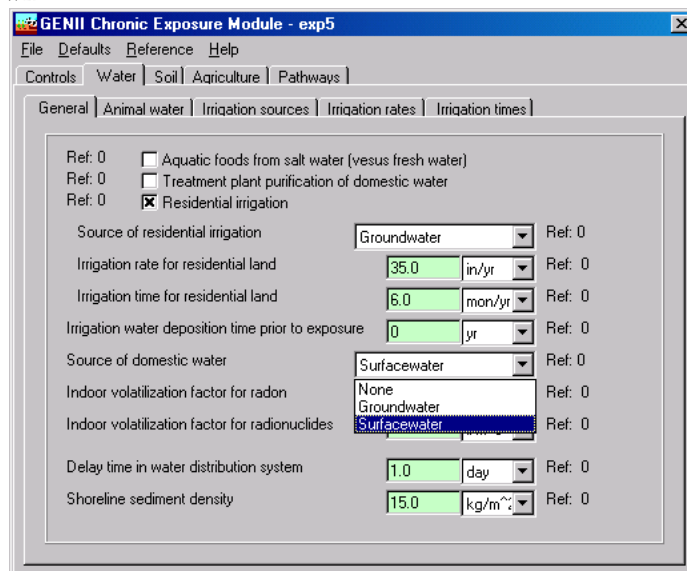 GENII Chronic Exposure Module - exp5
File Defaults Reference Help
Controls Water Soil Agriculture Pathways
General Animal water Irrigation sources Irrigation rates Irrigation times
Ref: 0 Aquatic foods from salt water (vesus fresh water)
Ref: 0 Treatment plant purification of domestic water
Ref: 0 Residential irrigation
Source of residential irrigation Groundwater Ref: 0
Irrigation rate for residential land 35.0 in/yr Ref: 0
Irrigation time for residential land 6.0 mon/yr Ref: 0
Irrigation water deposition time prior to exposure 0 yr Ref: 0
Source of domestic water Surfacewater Ref: 0
Indoor volatilization factor for radon None Ref: 0
Groundwater
Indoor volatilization factor for radionuclides Surfacewater Ref: 0
Delay time in water distribution system 1.0 day Ref: 0
Shoreline sediment density 15.0 kg/m^2 Ref: 0